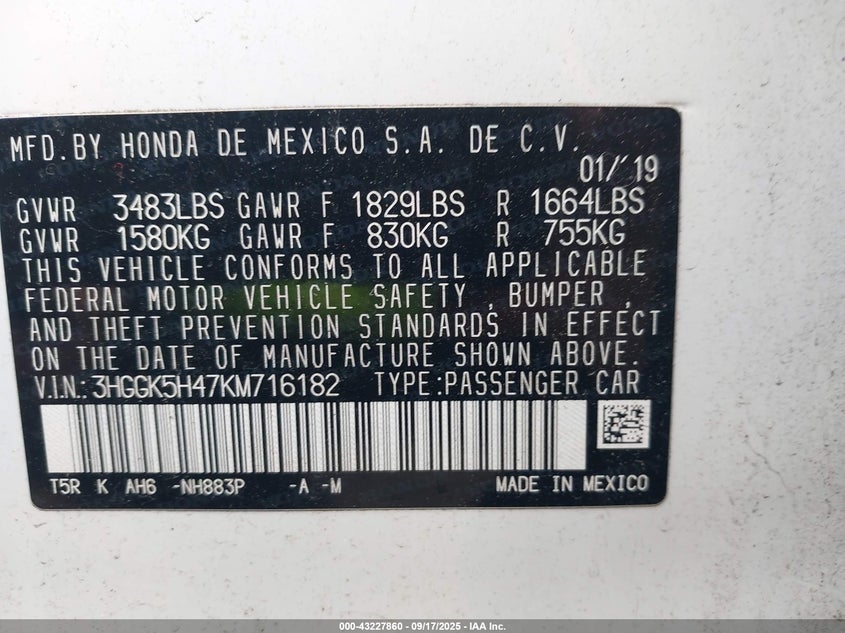 MFD. BY HONDA DE MEXICO S.A. DE C.V.
01/'19
GVWR 3483LBS GAWR F 1829LBS R 1664LBS
GVWR 1580KG GAWR F 830KG R 755KG
THIS VEHICLE CONFORMS TO ALL APPLICABLE
FEDERAL MOTOR VEHICLE SAFETY , BUMPER ,
AND THEFT PREVENTION STANDARDS IN EFFECT
ON THE DATE OF MANUFACTURE SHOWN ABOVE.
V.I.N.: 3HGGK5H47KM716182 TYPE:PASSENGER CAR
T5R K AH6 -NH883P -A -M MADE IN MEXICO
000-43227860 - 09/17/2025 - IAA Inc.